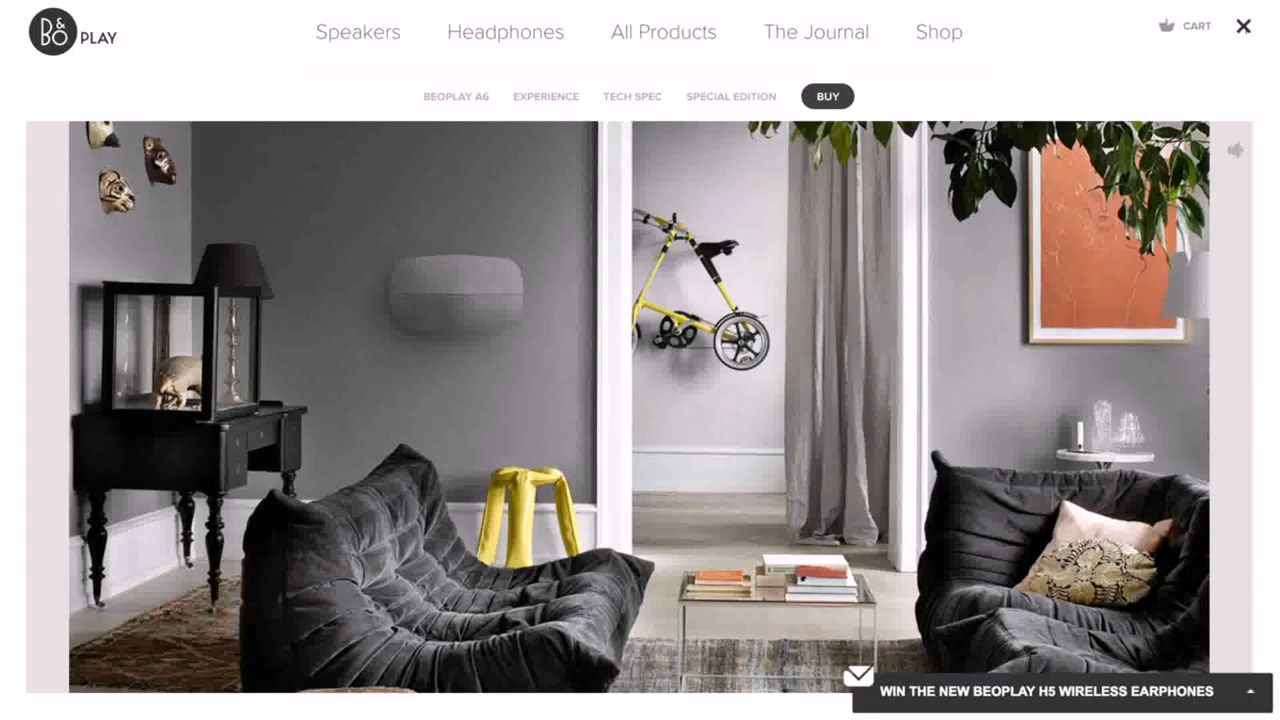 B&O PLAY
Speakers Headphones All Products The Journal Shop
CART
BEOPLAY A6 EXPERIENCE TECH SPEC SPECIAL EDITION BUY
WIN THE NEW BEOPLAY H5 WIRELESS EARPHONES